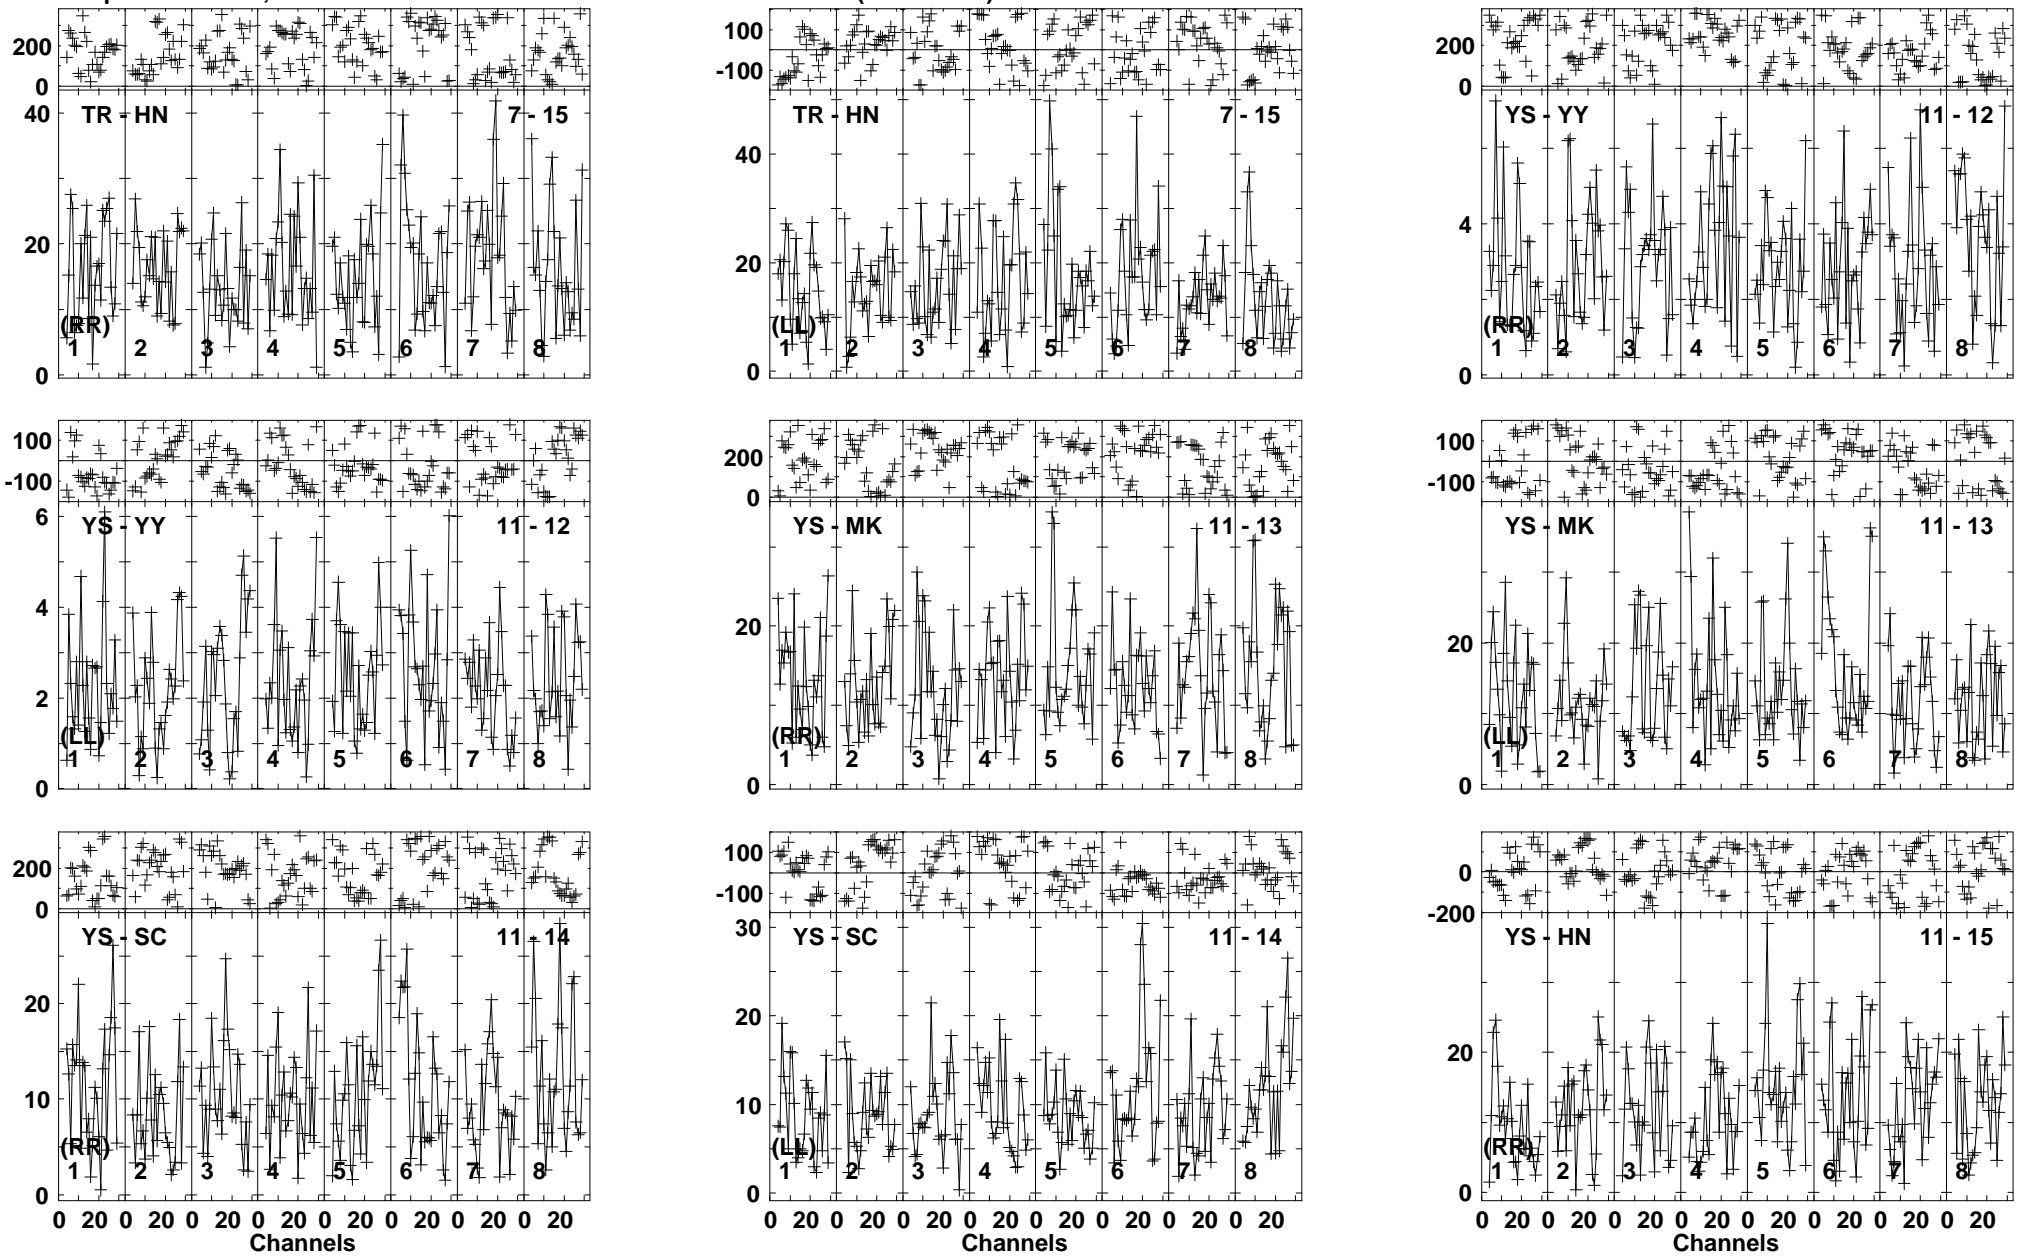 200 0 100 -100 200 0
TR - HN 7 - 15 TR - HN 7 - 15 YS - YY 11 - 12
40 20 0 40 20 0 4 0
(RR) (LL) (RR)
1 2 3 4 5 6 7 8 1 2 3 4 5 6 7 8 1 2 3 4 5 6 7 8
100 -100 200 0 100 -100
YS - YY 11 - 12 YS - MK 11 - 13 YS - MK 11 - 13
6 4 2 0 20 0 20 0
(LL) (RR) (LL)
1 2 3 4 5 6 7 8 1 2 3 4 5 6 7 8 1 2 3 4 5 6 7 8
200 0 100 -100 0 -200
YS - SC 11 - 14 YS - SC 11 - 14 YS - HN 11 - 15
20 10 0 30 20 10 0 20 0
(RR) (LL) (RR)
1 2 3 4 5 6 7 8 1 2 3 4 5 6 7 8 1 2 3 4 5 6 7 8
0 20 0 20 0 20 0 20 0 20 0 20 0 20 0 20 0 20 0 20 0 20 0 20 0 20 0 20 0 20 0 20 0 20 0 20 0 20 0 20 0 20 0 20 0 20 0 20
Channels Channels Channels